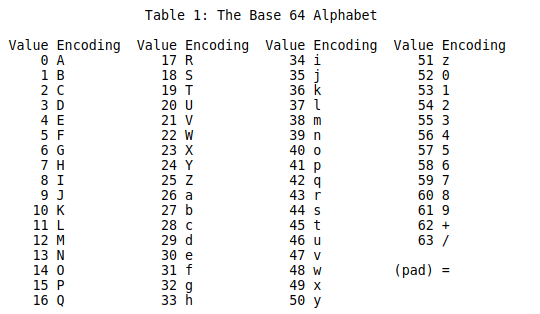 Table 1: The Base 64 Alphabet
Value Encoding  Value Encoding  Value Encoding  Value Encoding
0 A  17 R  34 i  51 z
1 B  18 S  35 j  52 0
2 C  19 T  36 k  53 1
3 D  20 U  37 l  54 2
4 E  21 V  38 m  55 3
5 F  22 W  39 n  56 4
6 G  23 X  40 o  57 5
7 H  24 Y  41 p  58 6
8 I  25 Z  42 q  59 7
9 J  26 a  43 r  60 8
10 K  27 b  44 s  61 9
11 L  28 c  45 t  62 +
12 M  29 d  46 u  63 /
13 N  30 e  47 v
14 O  31 f  48 w  (pad) =
15 P  32 g  49 x
16 Q  33 h  50 y